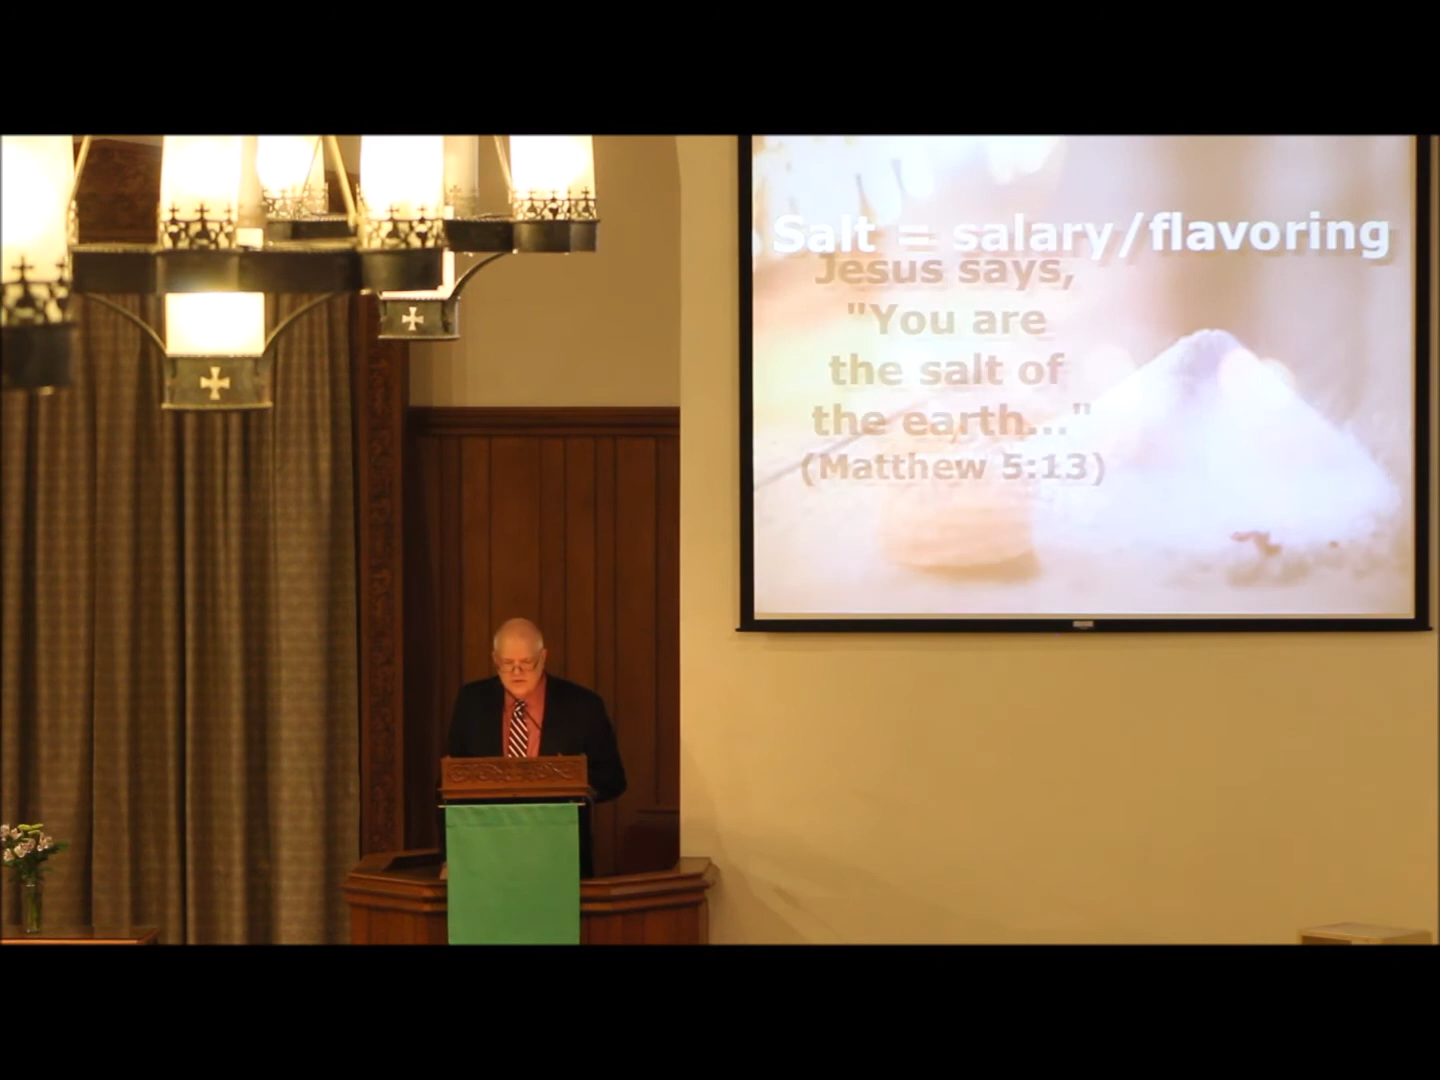 Salt = salary/flavoring
Jesus says,
"You are
the salt of
the earth..."
(Matthew 5:13)